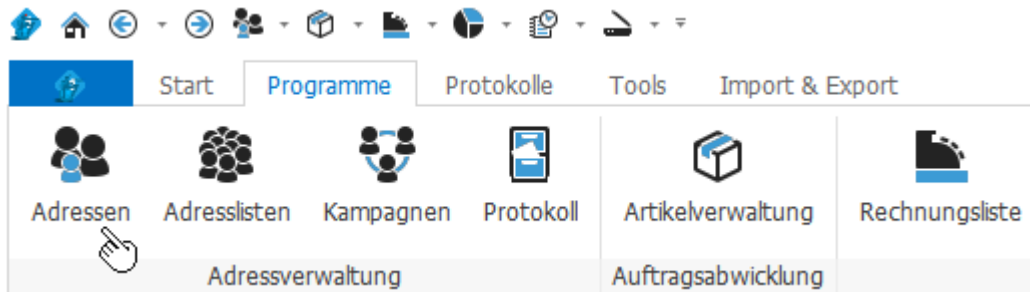 Start Programme Protokolle Tools Import & Export
Adressen Adresslisten Kampagnen Protokoll Artikelverwaltung Rechnungsliste
Adressverwaltung Auftragsabwicklung